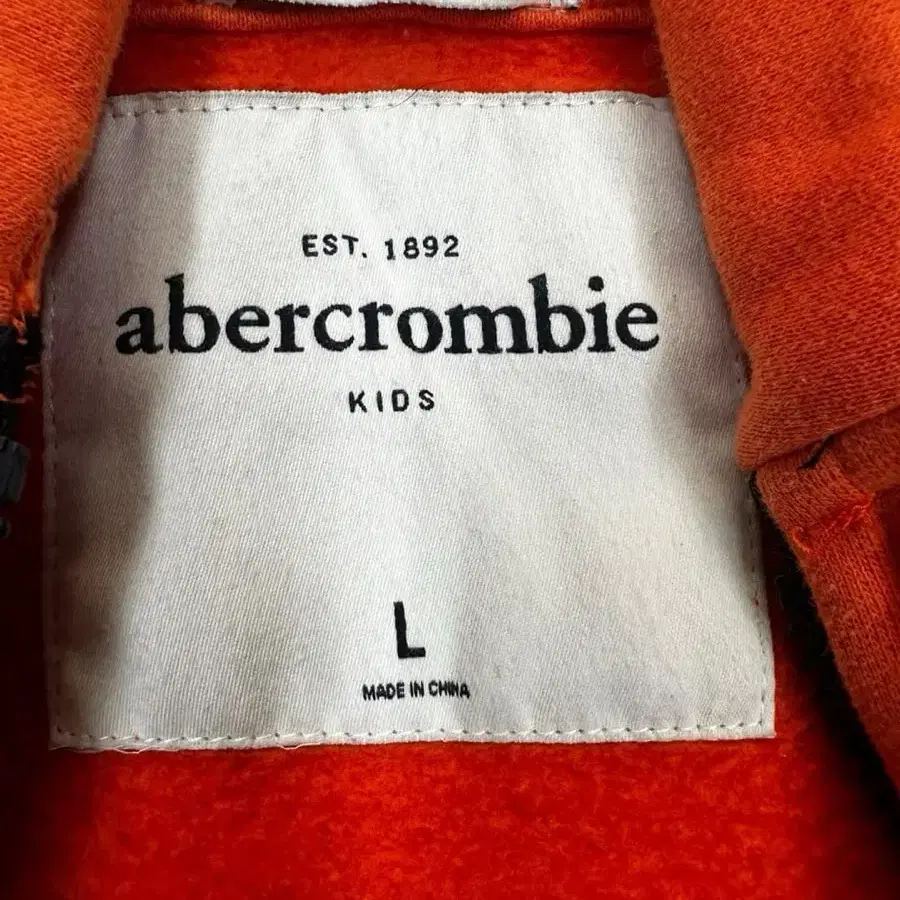 EST. 1892
abercrombie
KIDS
L
MADE IN CHINA